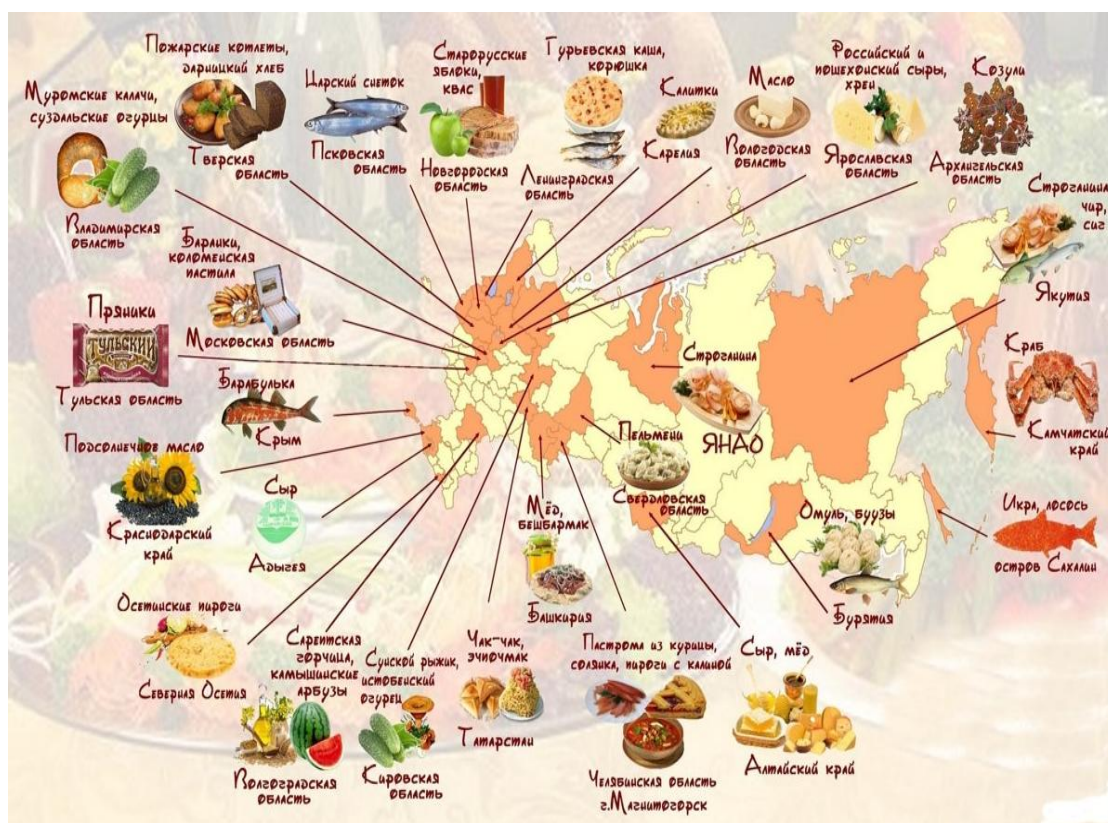 Муромские калачи,
суздальские огурцы
Владимирская
область
Пожарские котлеты,
дарницкий хлеб
Тверская
область
Царский снеток
Псковская
область
Старорусские
яблоки,
квас
Новгородская
область
Гурьевская каша,
корюшка
Ленинградская
область
Калитки
Карелия
Масло
Вологодская
область
Российский и
пошехонский сыры,
хрен
Ярославская
область
Козули
Архангельская
область
Строганина
чир,
сиг
Якутия
Баранки,
коломенская
пастила
Московская область
Пряники
ТУЛЬСКИЙ
Тульская область
Барабулька
Крым
Подсолнечное масло
Краснодарский
край
Сыр
Адыгея
Строганина
ЯНАО
Краб
Камчатский
край
Пельмени
Свердловская
область
Мёд,
бешбармак
Башкирия
Омуль, буузы
Бурятия
Икра, лосось
остров Сахалин
Осетинские пироги
Северная Осетия
Сарептская
горчица,
камышинские
арбузы
Волгоградская
область
Сунской рыжик,
истобенский
огурец
Кировская
область
Чак-чак,
эчпочмак
Татарстан
Пастрома из курицы,
солянка, пироги с калиной
Челябинская область
г.Магнитогорск
Сыр, мёд
Алтайский край